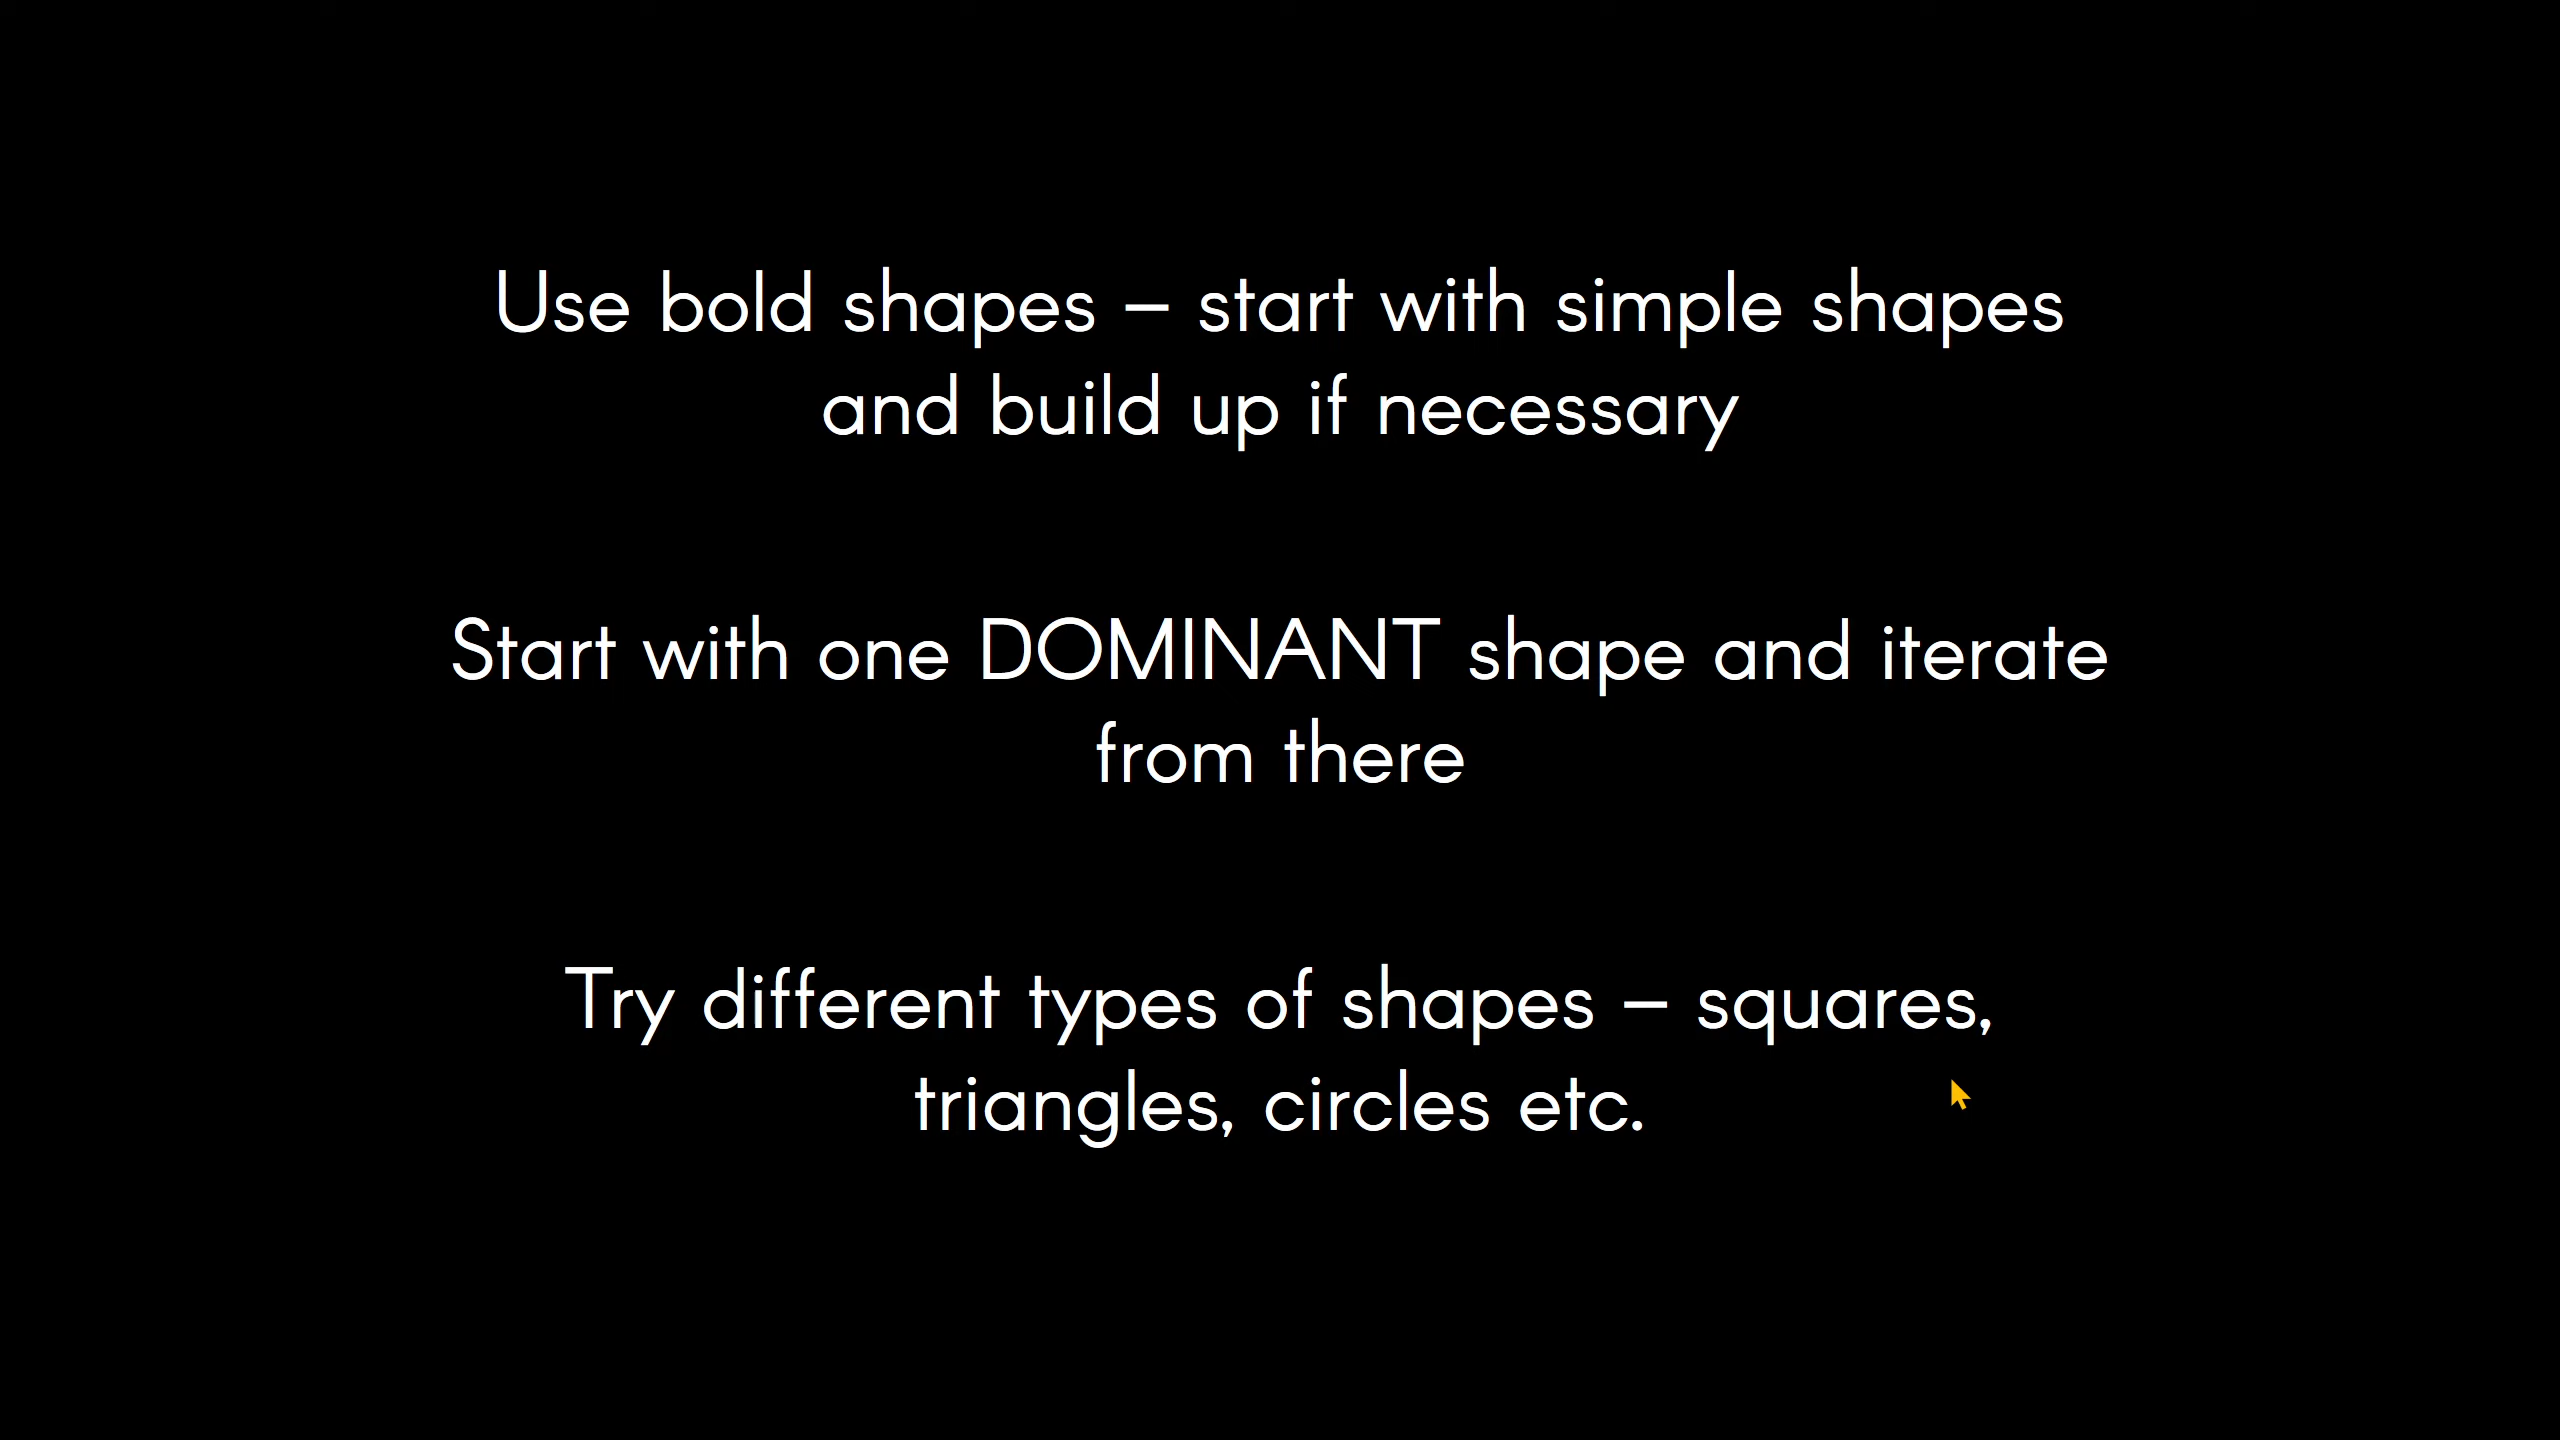 Use bold shapes – start with simple shapes
and build up if necessary
Start with one DOMINANT shape and iterate
from there
Try different types of shapes – squares,
triangles, circles etc.